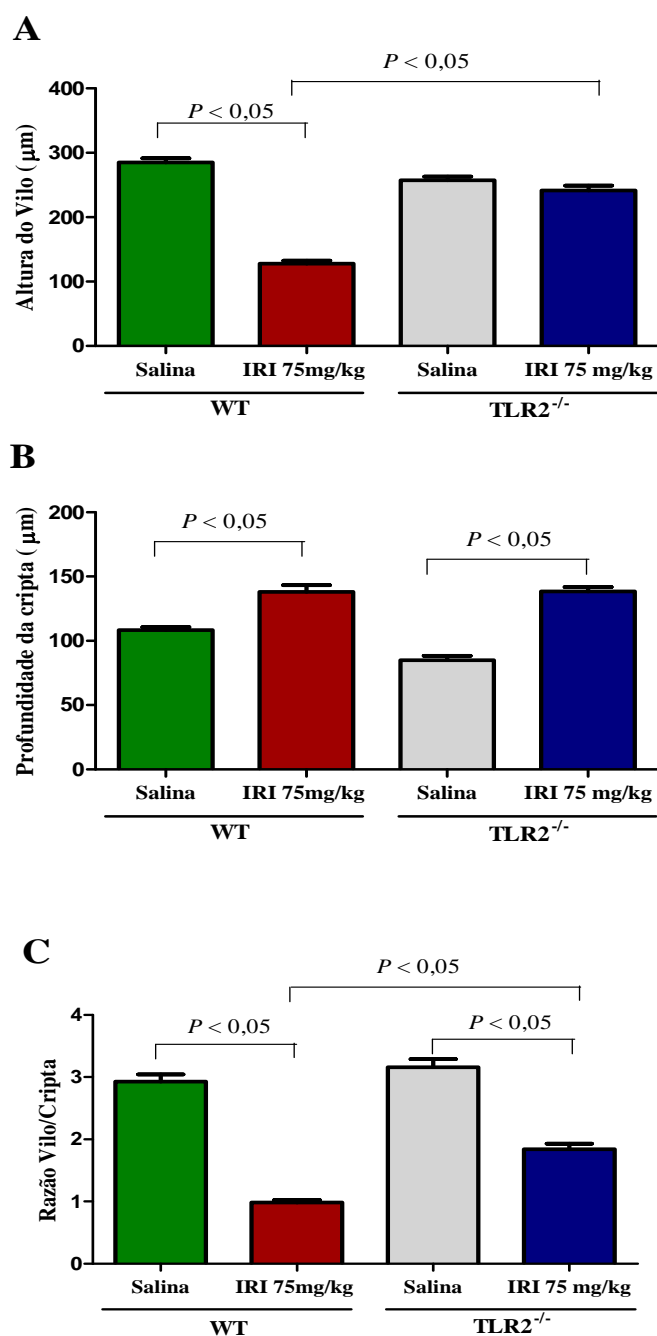 A
P < 0,05
P < 0,05
Altura do Vilo (μm)
400
300
200
100
0
Salina IRI 75mg/kg Salina IRI 75 mg/kg
WT TLR2-/-
B
P < 0,05
P < 0,05
Profundidade da cripta (μm)
200
150
100
50
0
Salina IRI 75mg/kg Salina IRI 75 mg/kg
WT TLR2-/-
C
P < 0,05
P < 0,05 P < 0,05
Razão Vilo/Cripta
4
3
2
1
0
Salina IRI 75mg/kg Salina IRI 75 mg/kg
WT TLR2-/-